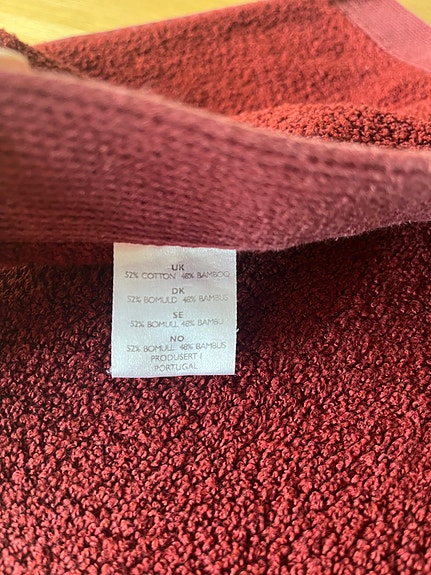 UK
52% COTTON 48% BAMBOO
DK
52% BOMULD 48% BAMBUS
SE
52% BOMULL 48% BAMBU
NO
52% BOMULL 48% BAMBUS
PRODUSERT I
PORTUGAL